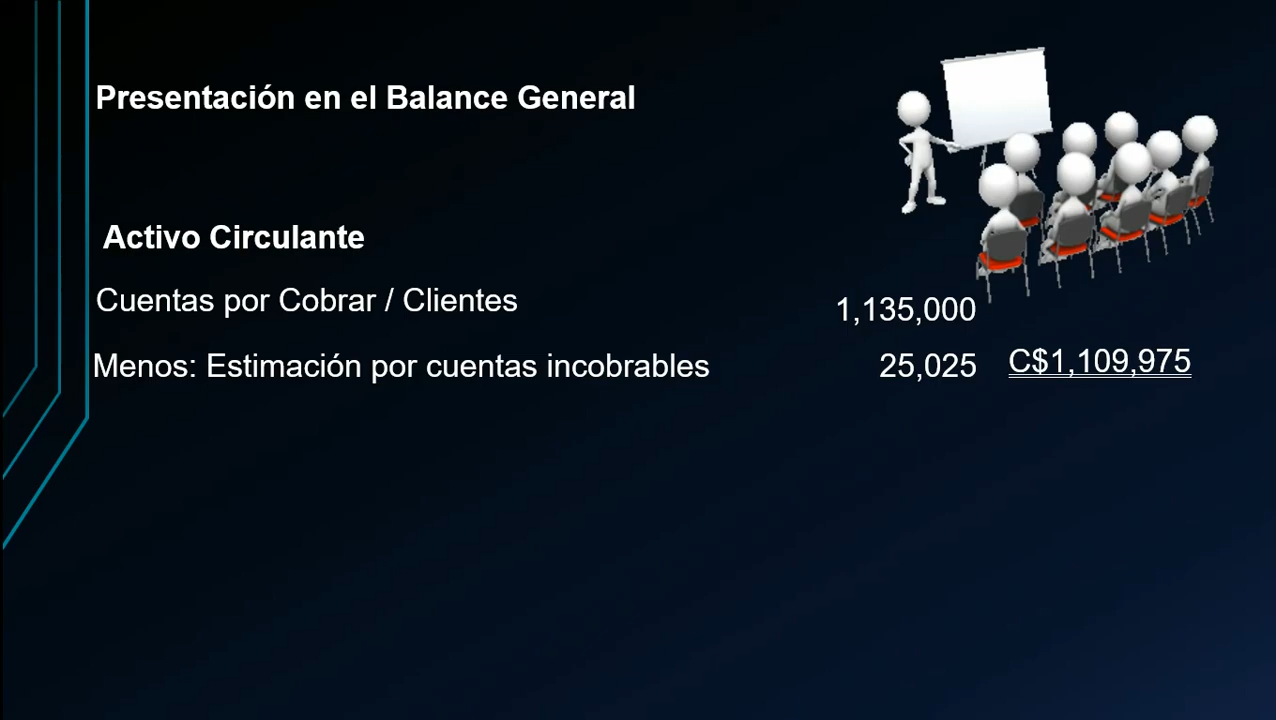 Presentación en el Balance General
Activo Circulante
Cuentas por Cobrar / Clientes 1,135,000
Menos: Estimación por cuentas incobrables 25,025 C$1,109,975